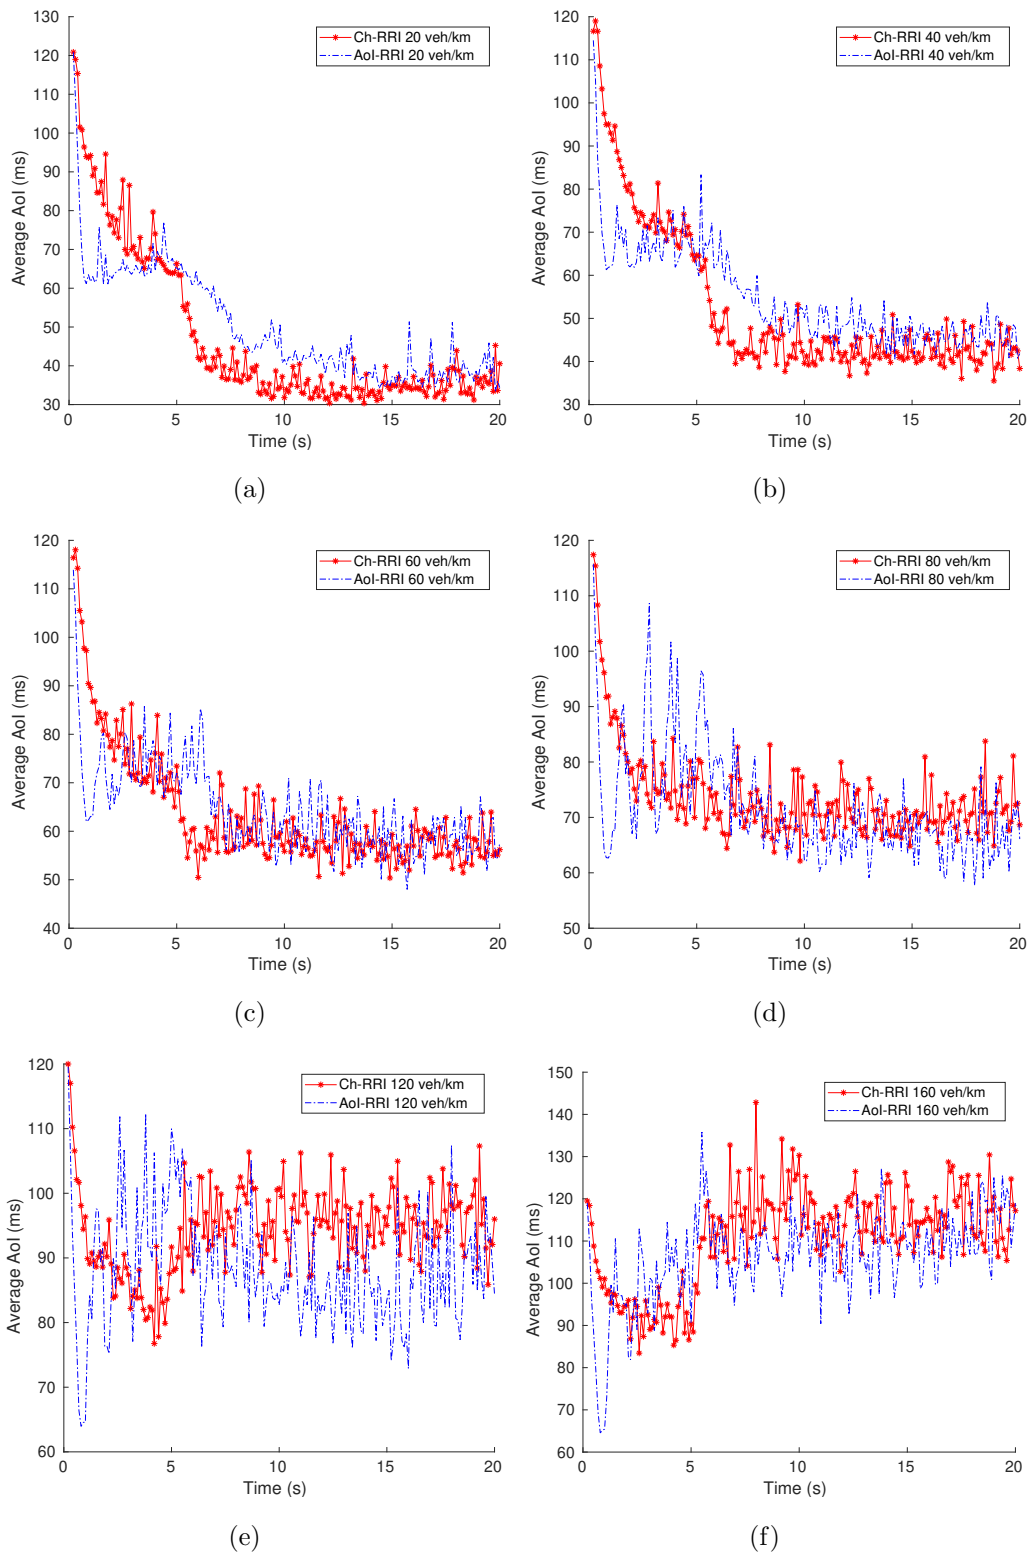 130
120
110
100
90
80
70
60
50
40
30
0
5
10
15
20
Average AoI (ms)
Time (s)
Ch-RRI 20 veh/km
AoI-RRI 20 veh/km
(a)
120
110
100
90
80
70
60
50
40
30
0
5
10
15
20
Average AoI (ms)
Time (s)
Ch-RRI 40 veh/km
AoI-RRI 40 veh/km
(b)
120
110
100
90
80
70
60
50
40
0
5
10
15
20
Average AoI (ms)
Time (s)
Ch-RRI 60 veh/km
AoI-RRI 60 veh/km
(c)
120
110
100
90
80
70
60
50
0
5
10
15
20
Average AoI (ms)
Time (s)
Ch-RRI 80 veh/km
AoI-RRI 80 veh/km
(d)
120
110
100
90
80
70
60
0
5
10
15
20
Average AoI (ms)
Time (s)
Ch-RRI 120 veh/km
AoI-RRI 120 veh/km
(e)
150
140
130
120
110
100
90
80
70
60
0
5
10
15
20
Average AoI (ms)
Time (s)
Ch-RRI 160 veh/km
AoI-RRI 160 veh/km
(f)